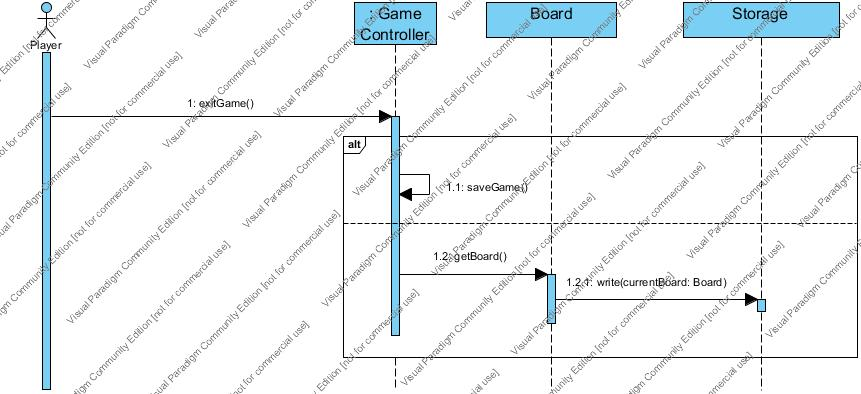 Player
: Game
Controller
Board
Storage
1: exitGame()
alt
1.1: saveGame()
1.2: getBoard()
1.2.1: write(currentBoard: Board)
Visual Paradigm Community Edition [not for commercial use]